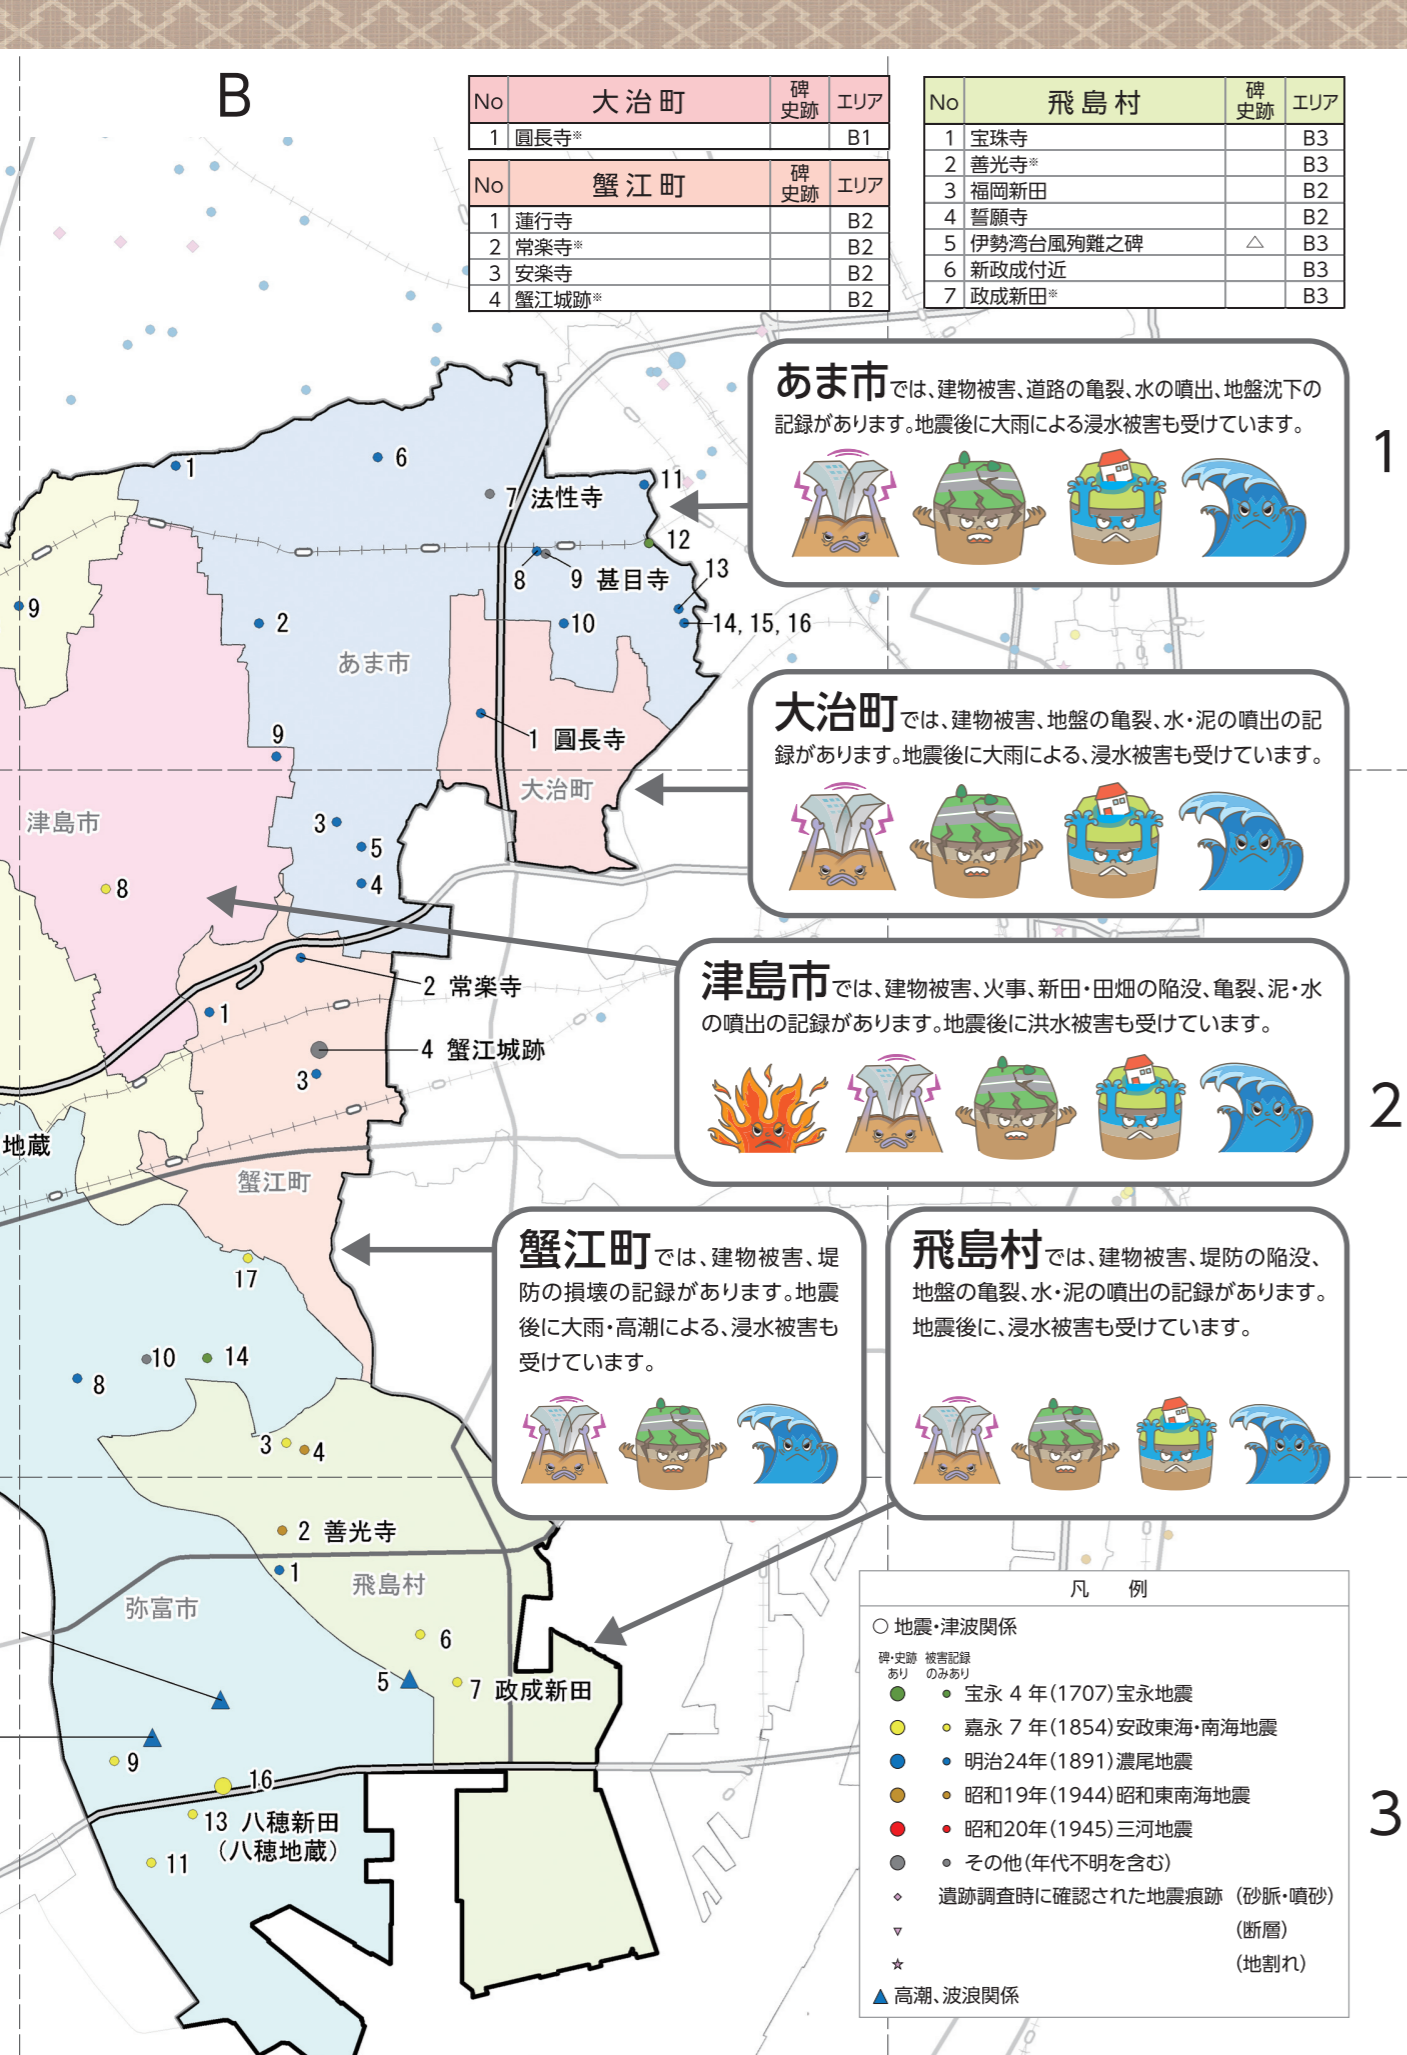 B
No 大治町 碑史跡 エリア
1 圓長寺※ B1
No 蟹江町 碑史跡 エリア
1 蓮行寺 B2
2 常楽寺※ B2
3 安楽寺 B2
4 蟹江城跡※ B2
No 飛島村 碑史跡 エリア
1 宝珠寺 B3
2 善光寺※ B3
3 福岡新田 B2
4 誓願寺 B2
5 伊勢湾台風殉難之碑 △ B3
6 新政成付近 B3
7 政成新田※ B3
あま市では、建物被害、道路の亀裂、水の噴出、地盤沈下の
記録があります。地震後に大雨による浸水被害も受けています。
1
1
6
7 法性寺
11
12
8
9 甚目寺
13
9
2
10
14, 15, 16
あま市
大治町では、建物被害、地盤の亀裂、水・泥の噴出の記
録があります。地震後に大雨による、浸水被害も受けています。
1 圓長寺
9
大治町
津島市
3
5
8
4
津島市では、建物被害、火事、新田・田畑の陥没、亀裂、泥・水
の噴出の記録があります。地震後に洪水被害も受けています。
2 常楽寺
1
4 蟹江城跡
3
2
地蔵
蟹江町
蟹江町では、建物被害、堤
防の損壊の記録があります。地震
後に大雨・高潮による、浸水被害も
受けています。
飛島村では、建物被害、堤防の陥没、
地盤の亀裂、水・泥の噴出の記録があります。
地震後に、浸水被害も受けています。
17
10
14
8
3
4
2 善光寺
1
飛島村
弥富市
6
5
7 政成新田
9
16
13 八穂新田
(八穂地蔵)
11
3
凡 例
○ 地震・津波関係
碑・史跡あり 被害記録のみあり
宝永 4 年(1707)宝永地震
嘉永 7 年(1854)安政東海・南海地震
明治24年(1891)濃尾地震
昭和19年(1944)昭和東南海地震
昭和20年(1945)三河地震
その他(年代不明を含む)
遺跡調査時に確認された地震痕跡 (砂脈・噴砂)
(断層)
(地割れ)
▲ 高潮、波浪関係